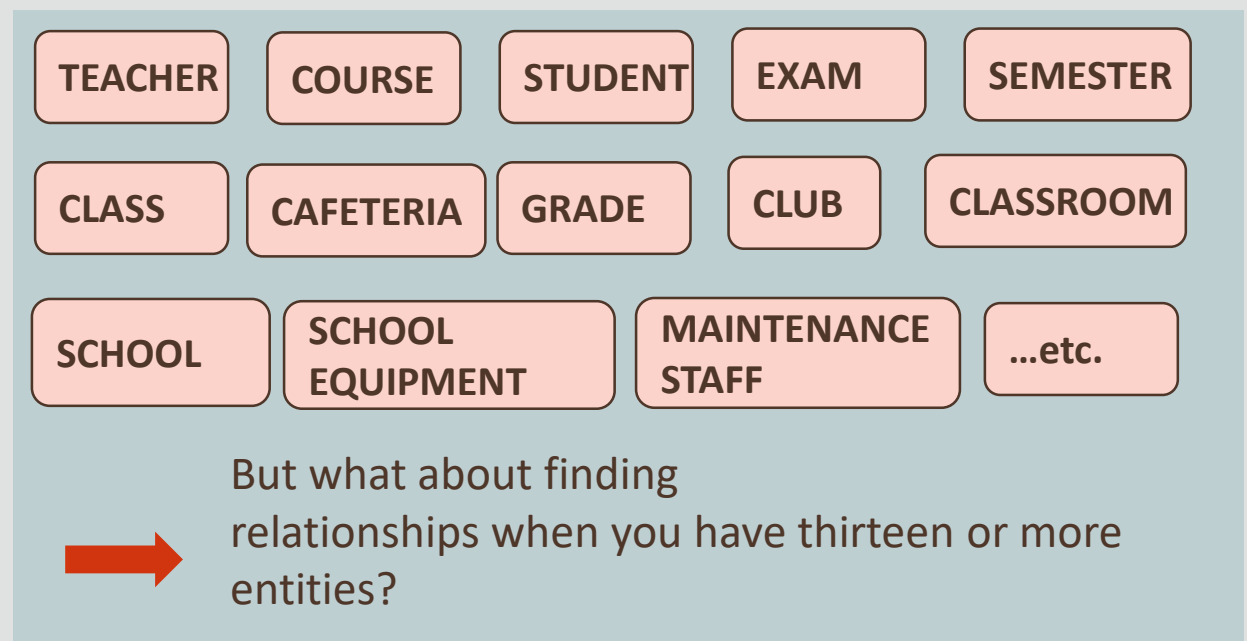 TEACHER COURSE STUDENT EXAM SEMESTER
CLASS CAFETERIA GRADE CLUB CLASSROOM
SCHOOL
SCHOOL
EQUIPMENT
MAINTENANCE
STAFF
...etc.
But what about finding
relationships when you have thirteen or more
entities?